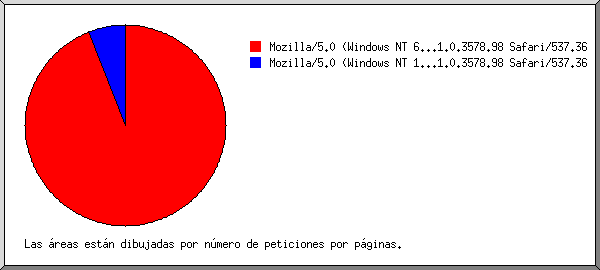 Mozilla/5.0 (Windows NT 6...1.0.3578.98 Safari/537.36
Mozilla/5.0 (Windows NT 1...1.0.3578.98 Safari/537.36
Las áreas están dibujadas por número de peticiones por páginas.